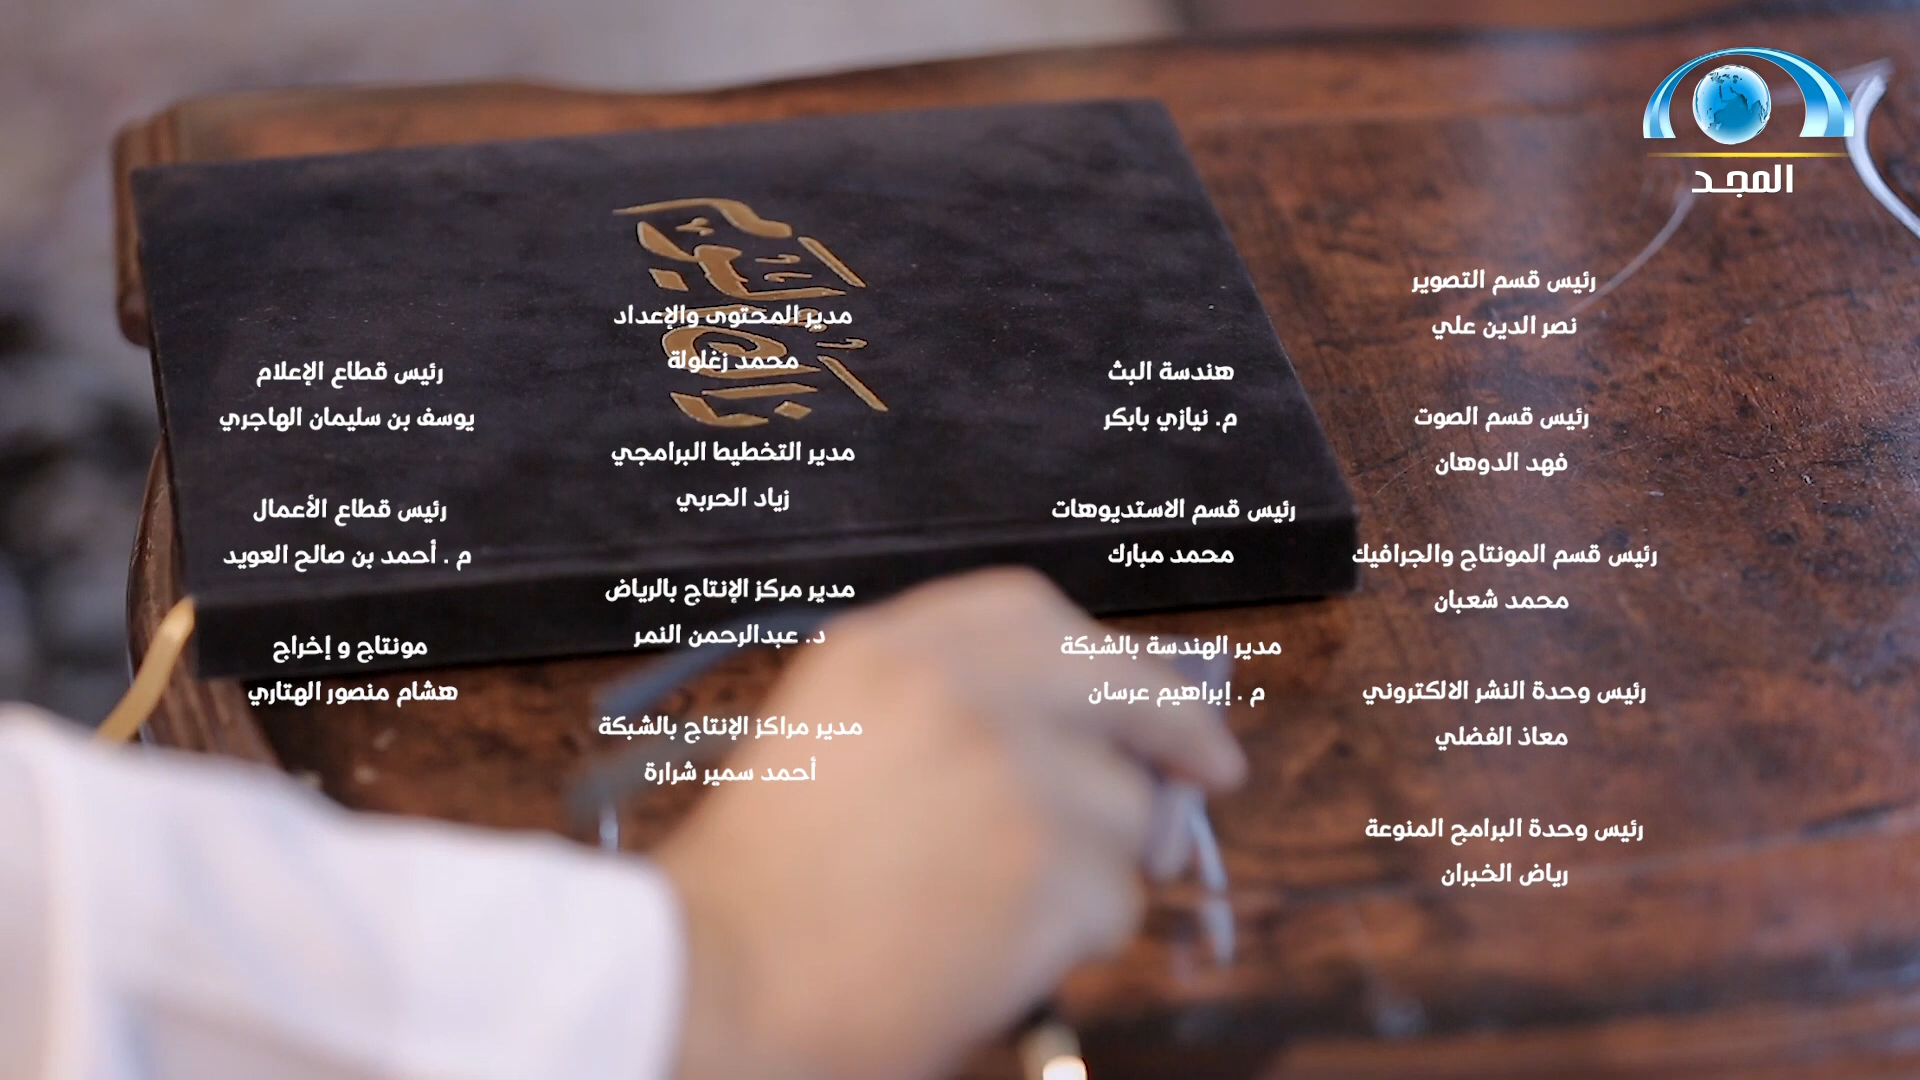 المجد
رئيس قسم التصوير
نصر الدين علي
رئيس قسم الصوت
فهد الدوهان
رئيس قسم المونتاج والجرافيك
محمد شعبان
رئيس وحدة النشر الالكتروني
معاذ الفضلي
رئيس وحدة البرامج المنوعة
رياض الخبران
هندسة البث
م. نيازي بابكر
رئيس قسم الاستديوهات
محمد مبارك
مدير الهندسة بالشبكة
م . إبراهيم عرسان
مدير المحتوى والإعداد
محمد زغلولة
مدير التخطيط البرامجي
زياد الحربي
مدير مركز الإنتاج بالرياض
د. عبدالرحمن النمر
مدير مراكز الإنتاج بالشبكة
أحمد سمير شرارة
رئيس قطاع الإعلام
يوسف بن سليمان الهاجري
رئيس قطاع الأعمال
م . أحمد بن صالح العويد
مونتاج و إخراج
هشام منصور الهتاري